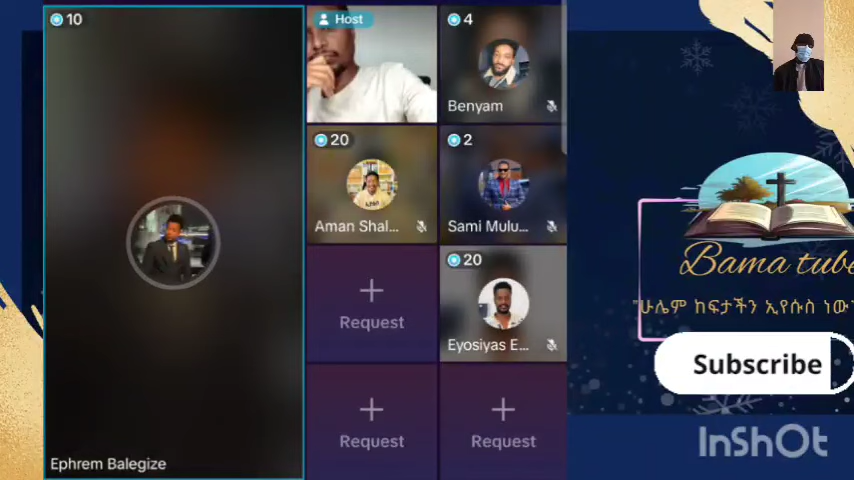 10
Host
4
Benyam
20
Aman Shal...
2
Sami Mulu...
Request
20
Eyosiyas E...
Request
Request
Ephrem Balegize
Bama tube
"ሁሌም ከፍታችን ኢየሱስ ነው"
Subscribe
InShOt